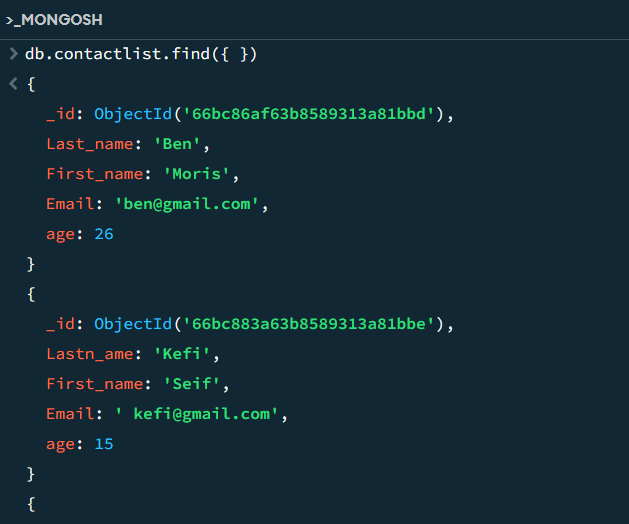 >_MONGOSH
> db.contactlist.find({ })
< {
_id: ObjectId('66bc86af63b8589313a81bbd'),
Last_name: 'Ben',
First_name: 'Moris',
Email: 'ben@gmail.com',
age: 26
}
{
_id: ObjectId('66bc883a63b8589313a81bbe'),
Lastn_ame: 'Kefi',
First_name: 'Seif',
Email: ' kefi@gmail.com',
age: 15
}
{